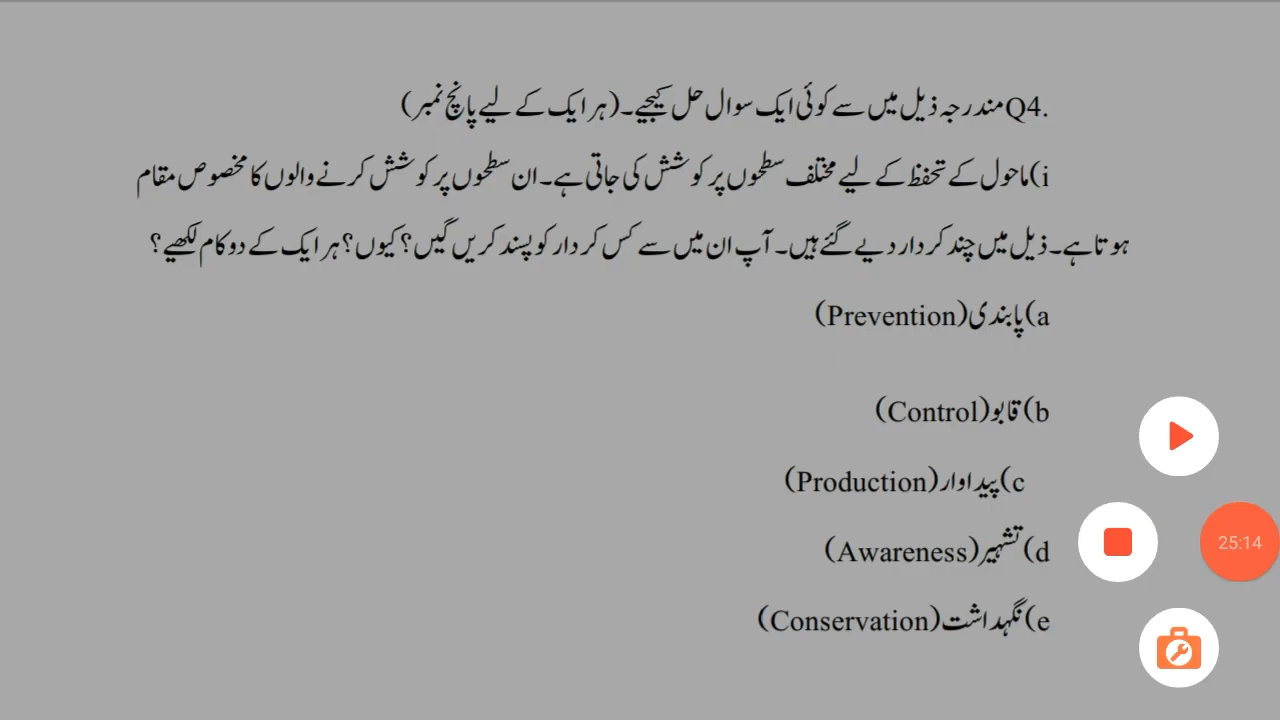 Q4. مندرجہ ذیل میں سے کوئی ایک سوال حل کیجیے۔ (ہر ایک کے لیے پانچ نمبر)
i) ماحول کے تحفظ کے لیے مختلف سطحوں پر کوشش کی جاتی ہے۔ ان سطحوں پر کوشش کرنے والوں کا مخصوص مقام
ہوتا ہے۔ ذیل میں چند کردار دیے گئے ہیں۔ آپ ان میں سے کس کردار کو پسند کریں گیں؟ کیوں؟ ہر ایک کے دو کام لکھیے؟
a) پابندی (Prevention)
b) قابو (Control)
c) پیداوار (Production)
d) تشہیر (Awareness)
e) نگہداشت (Conservation)
25:14